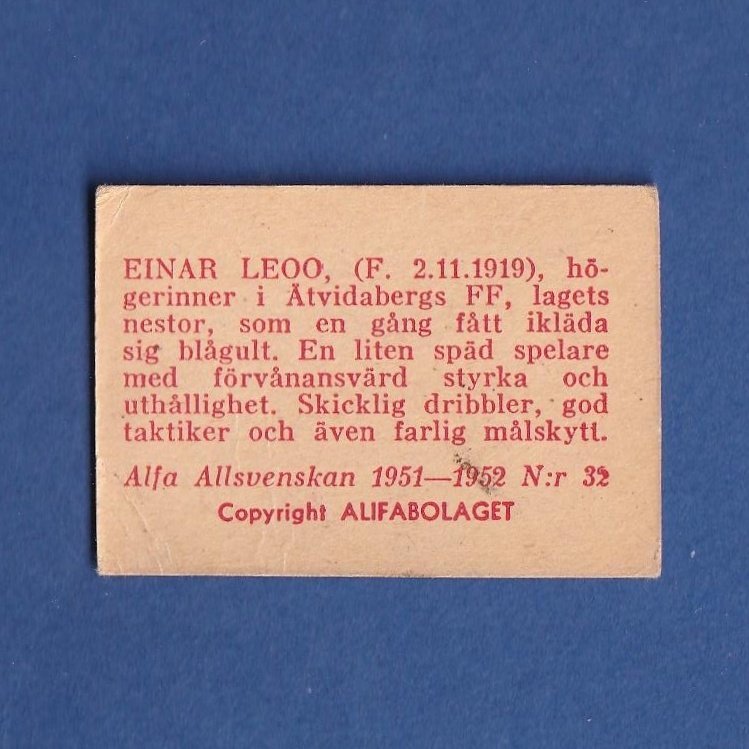 EINAR LEOO, (F. 2.11.1919), hö-
gerinner i Åtvidabergs FF, lagets
nestor, som en gång fått ikläda
sig blågult. En liten späd spelare
med förvånansvärd styrka och
uthållighet. Skicklig dribbler, god
taktiker och även farlig målskytt.
Alfa Allsvenskan 1951—1952 N:r 32
Copyright ALIFABOLAGET